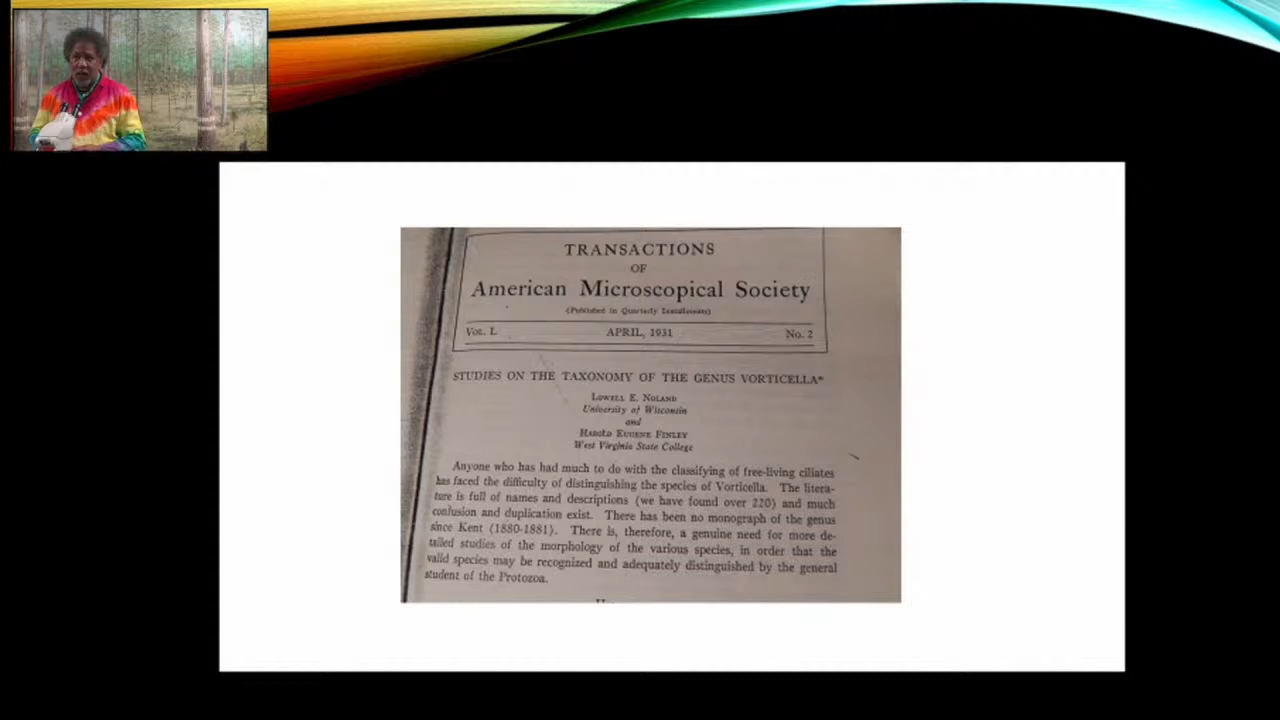 TRANSACTIONS
OF
American Microscopical Society
(Published in Quarterly Installments)
Vol. L APRIL, 1931 No. 2
STUDIES ON THE TAXONOMY OF THE GENUS VORTICELLA*
Lowell E. Noland
University of Wisconsin
and
Harold Eugene Finley
West Virginia State College
Anyone who has had much to do with the classifying of free-living ciliates
has faced the difficulty of distinguishing the species of Vorticella. The litera-
ture is full of names and descriptions (we have found over 220) and much
confusion and duplication exist. There has been no monograph of the genus
since Kent (1880-1881). There is, therefore, a genuine need for more de-
tailed studies of the morphology of the various species, in order that the
valid species may be recognized and adequately distinguished by the general
student of the Protozoa.